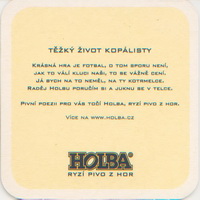 TĚŽKÝ ŽIVOT KOPÁLISTY
KRÁSNÁ HRA JE FOTBAL, O TOM SPORU NENÍ,
JAK TO VÁLÍ KLUCI NAŠI, TO SE VÁŽNĚ CENÍ.
JÁ BYCH NA TO NEMĚL, NA TY KOTRMELCE.
RADĚJ HOLBU PORUČÍM SI A JUKNU SE V TELCE.
PIVNÍ POEZII PRO VÁS TOČÍ HOLBA, RYZÍ PIVO Z HOR.
VÍCE NA WWW.HOLBA.CZ
HOLBA®
RYZÍ PIVO Z HOR